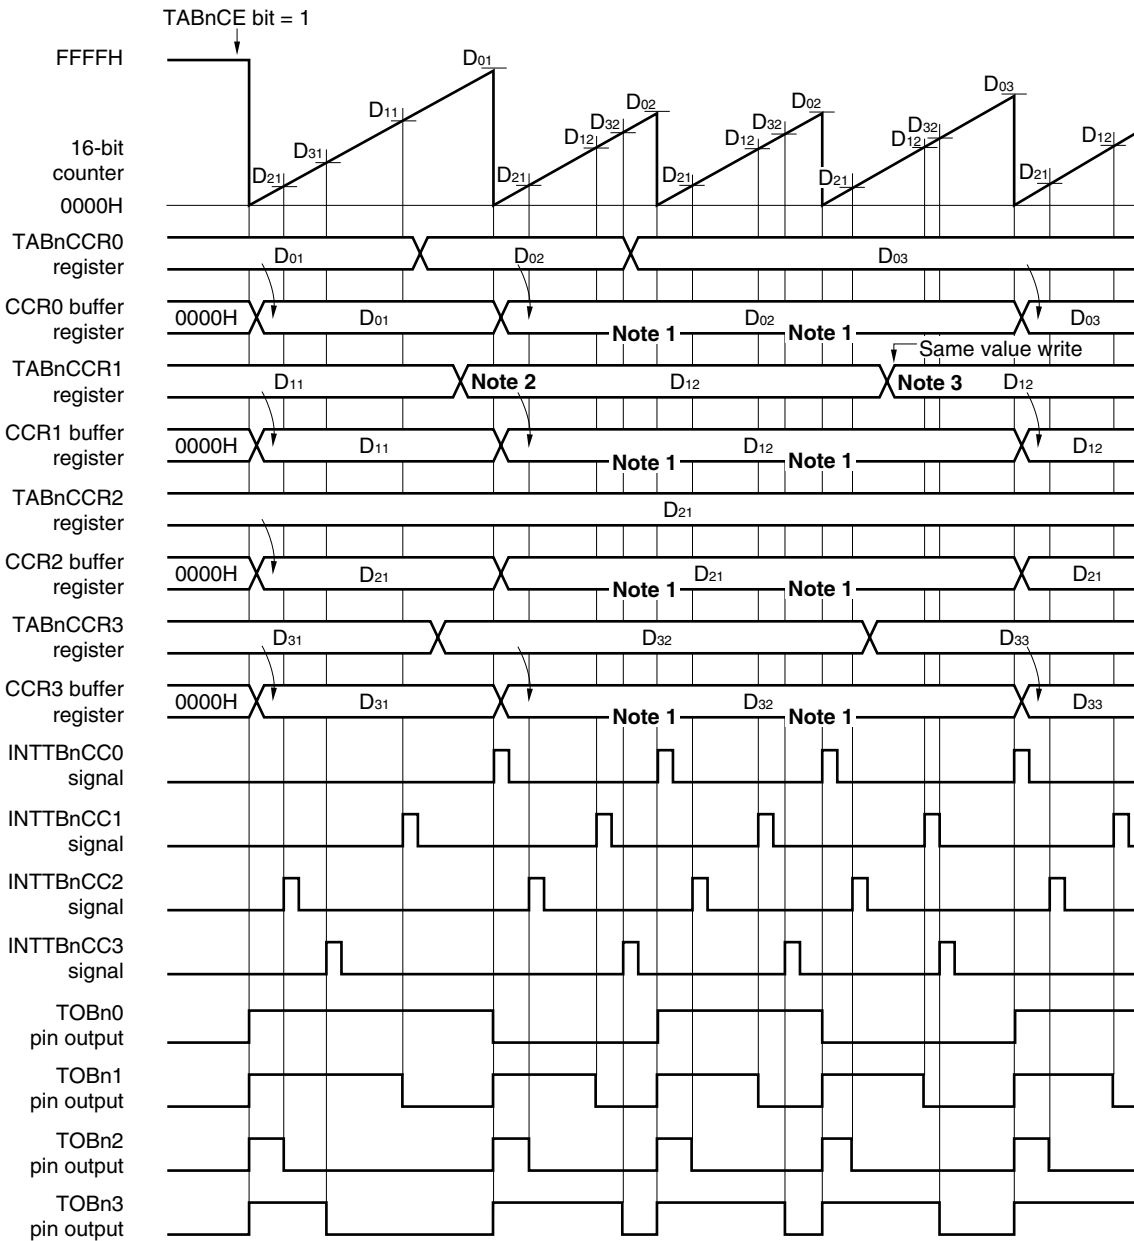 TABnCE bit = 1
FFFFH
D01
D03
D11
D02
D02
D32
D32
D32
16-bit
counter
D31
D12
D12
D12
D12
D21
D21
D21
D21
D21
0000H
TABnCCR0
register
D01
D02
D03
CCR0 buffer
register
0000H
D01
D02
D03
Note 1
Note 1
Same value write
TABnCCR1
register
D11
Note 2
D12
Note 3
D12
CCR1 buffer
register
0000H
D11
D12
D12
Note 1
Note 1
TABnCCR2
register
D21
CCR2 buffer
register
0000H
D21
D21
D21
Note 1
Note 1
TABnCCR3
register
D31
D32
D33
CCR3 buffer
register
0000H
D31
D32
D33
Note 1
Note 1
INTTBnCC0
signal
INTTBnCC1
signal
INTTBnCC2
signal
INTTBnCC3
signal
TOBn0
pin output
TOBn1
pin output
TOBn2
pin output
TOBn3
pin output